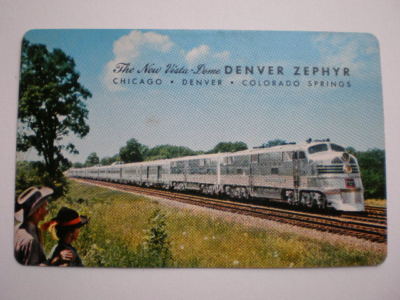 The New Vista-Dome DENVER ZEPHYR
CHICAGO • DENVER • COLORADO SPRINGS